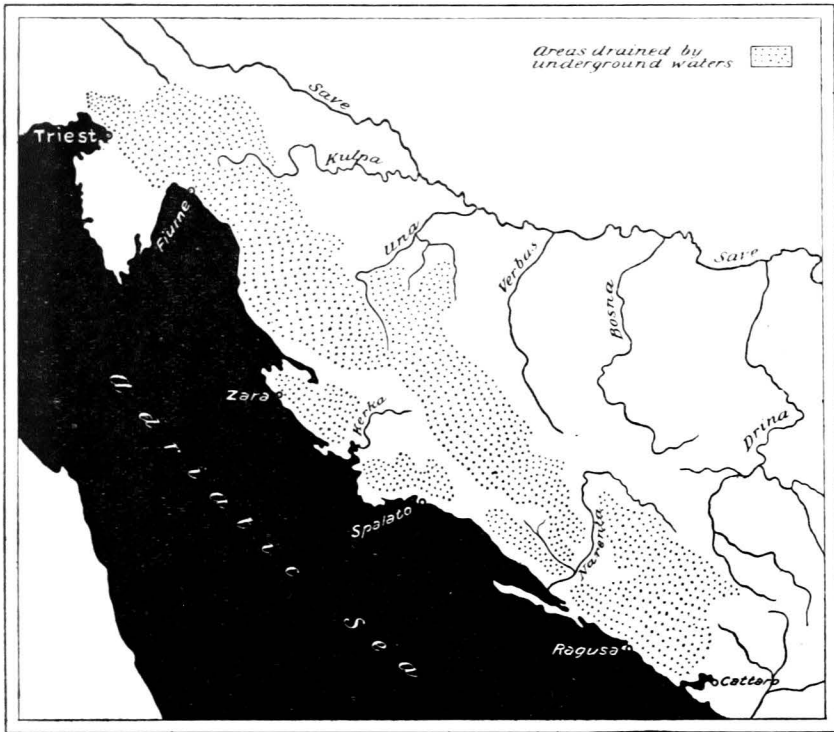 Areas drained by
underground waters
Save
Triest
Kulpa
Fiume
Una
Verbas
Bosna
Save
Zara
Kerka
Drina
Adriatic Sea
Spalato
Narenta
Ragusa
Cattaro